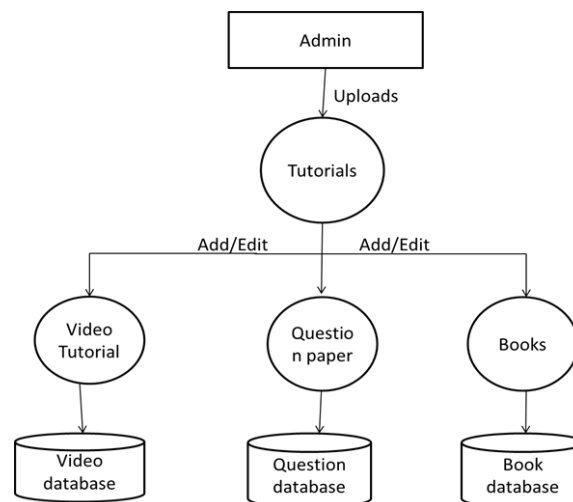 Admin
Uploads
Tutorials
Add/Edit
Add/Edit
Video
Tutorial
Questio
n paper
Books
Video
database
Question
database
Book
database